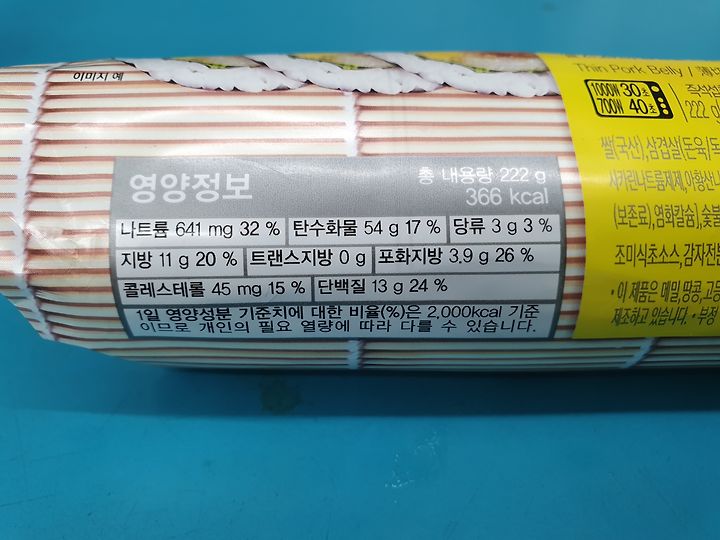 이미지 예
Thin Pork Belly
1000W 30초
700W 40초
222 g
쌀(국산), 삼겹살[돈육
(보존료), 염화칼슘],
조미식초소스, 감자전분
• 이 제품은 메밀, 땅콩, 고등
제조하고 있습니다. • 부정
영양정보
총 내용량 222 g
366 kcal
나트륨 641 mg 32 % 탄수화물 54 g 17 % 당류 3 g 3 %
지방 11 g 20 % 트랜스지방 0 g 포화지방 3.9 g 26 %
콜레스테롤 45 mg 15 % 단백질 13 g 24 %
1일 영양성분 기준치에 대한 비율(%)은 2,000kcal 기준
이므로 개인의 필요 열량에 따라 다를 수 있습니다.